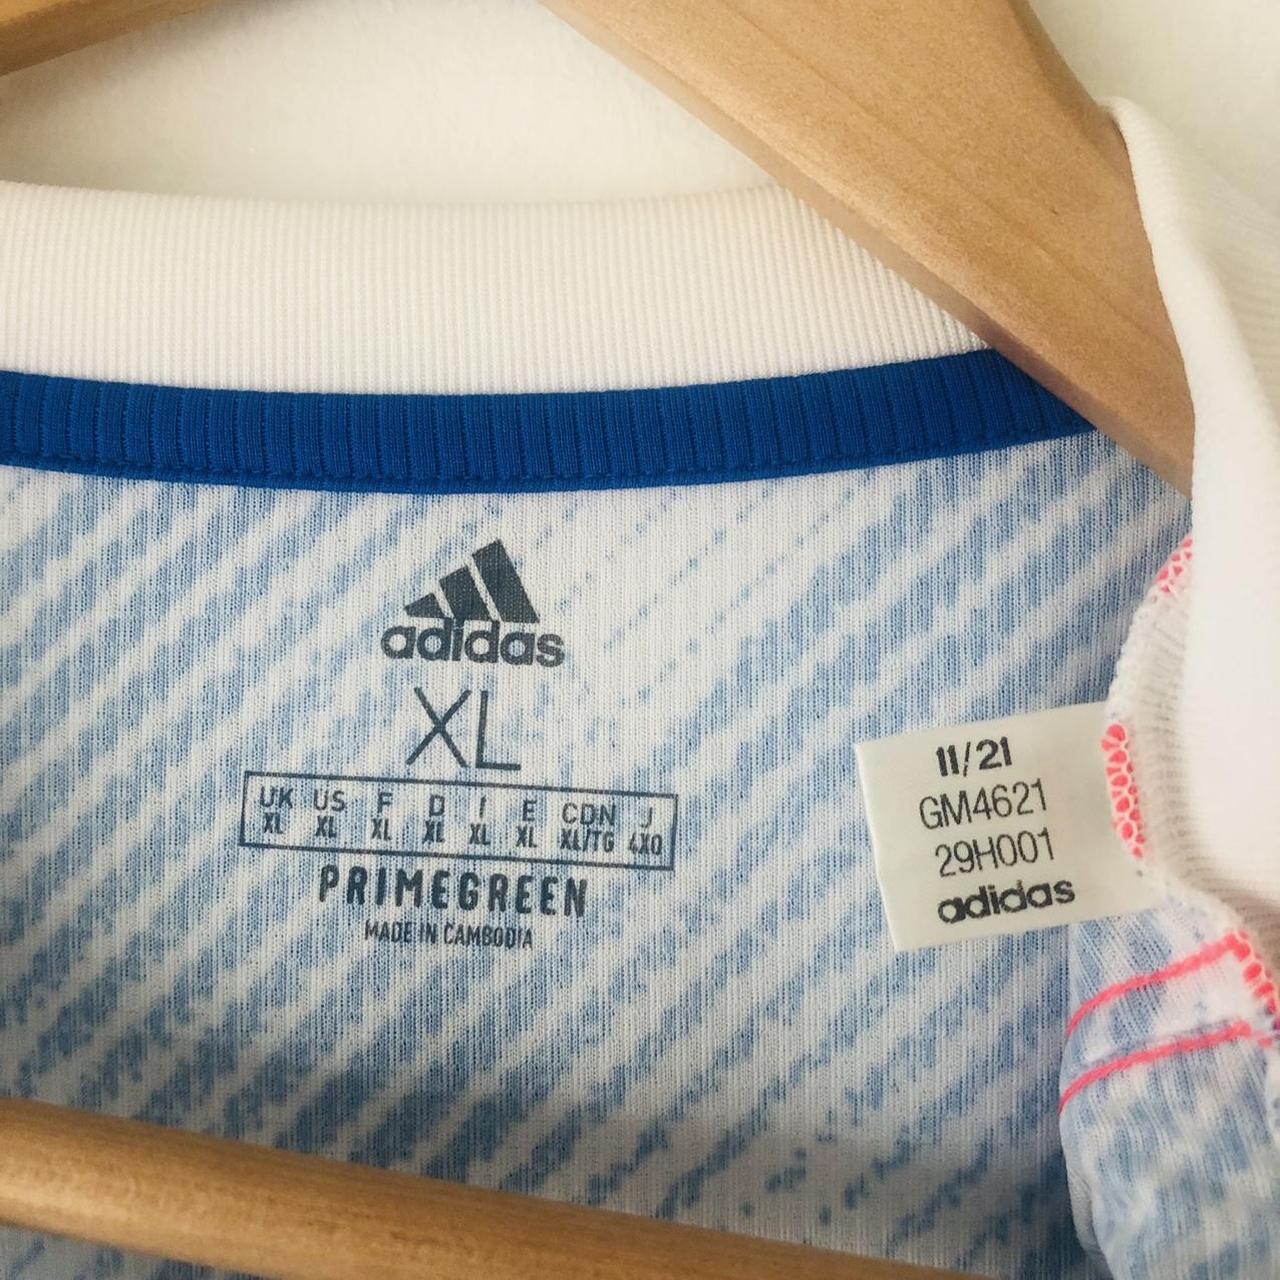 adidas
XL
UK US F D I E CDN J
XL XL XL XL XL XL XL/TG 4XO
PRIMEGREEN
MADE IN CAMBODIA
11/21
GM4621
29H001
adidas